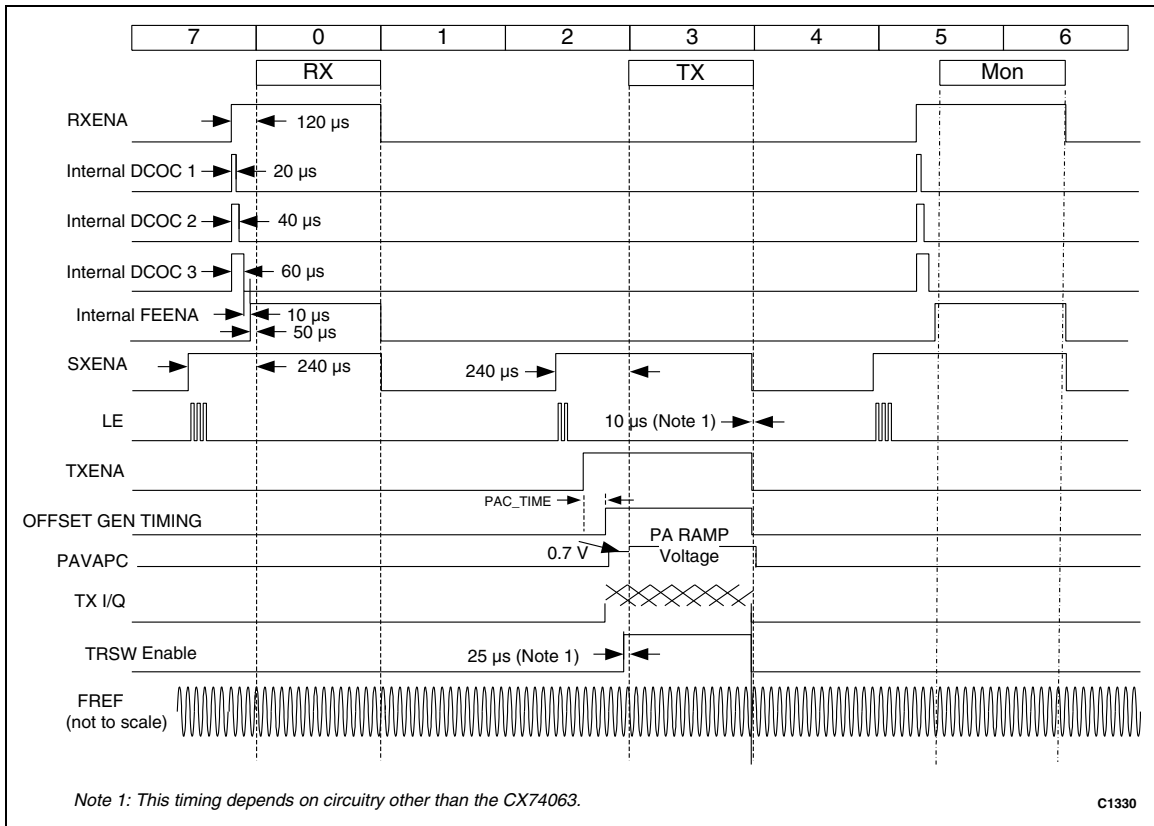 7 0 1 2 3 4 5 6
RX TX Mon
RXENA 120 µs
Internal DCOC 1 20 µs
Internal DCOC 2 40 µs
Internal DCOC 3 60 µs
Internal FEENA 10 µs
50 µs
SXENA 240 µs 240 µs
LE 10 µs (Note 1)
TXENA
PAC_TIME
OFFSET GEN TIMING
PA RAMP
0.7 V Voltage
PAVAPC
TX I/Q
TRSW Enable 25 µs (Note 1)
FREF
(not to scale)
Note 1: This timing depends on circuitry other than the CX74063.
C1330